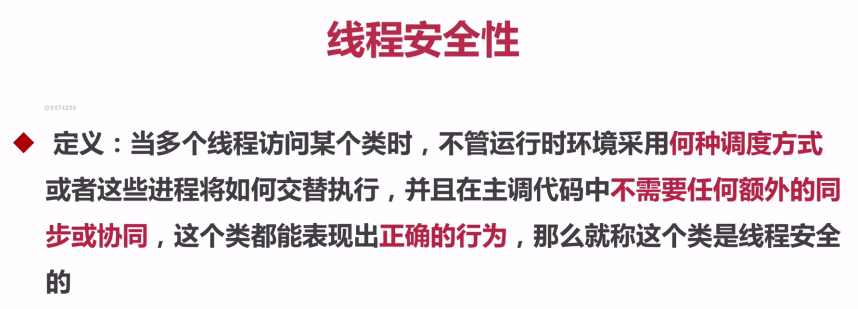 线程安全性
@5374250
定义：当多个线程访问某个类时，不管运行时环境采用何种调度方式
或者这些进程将如何交替执行，并且在主调代码中不需要任何额外的同
步或协同，这个类都能表现出正确的行为，那么就称这个类是线程安全
的